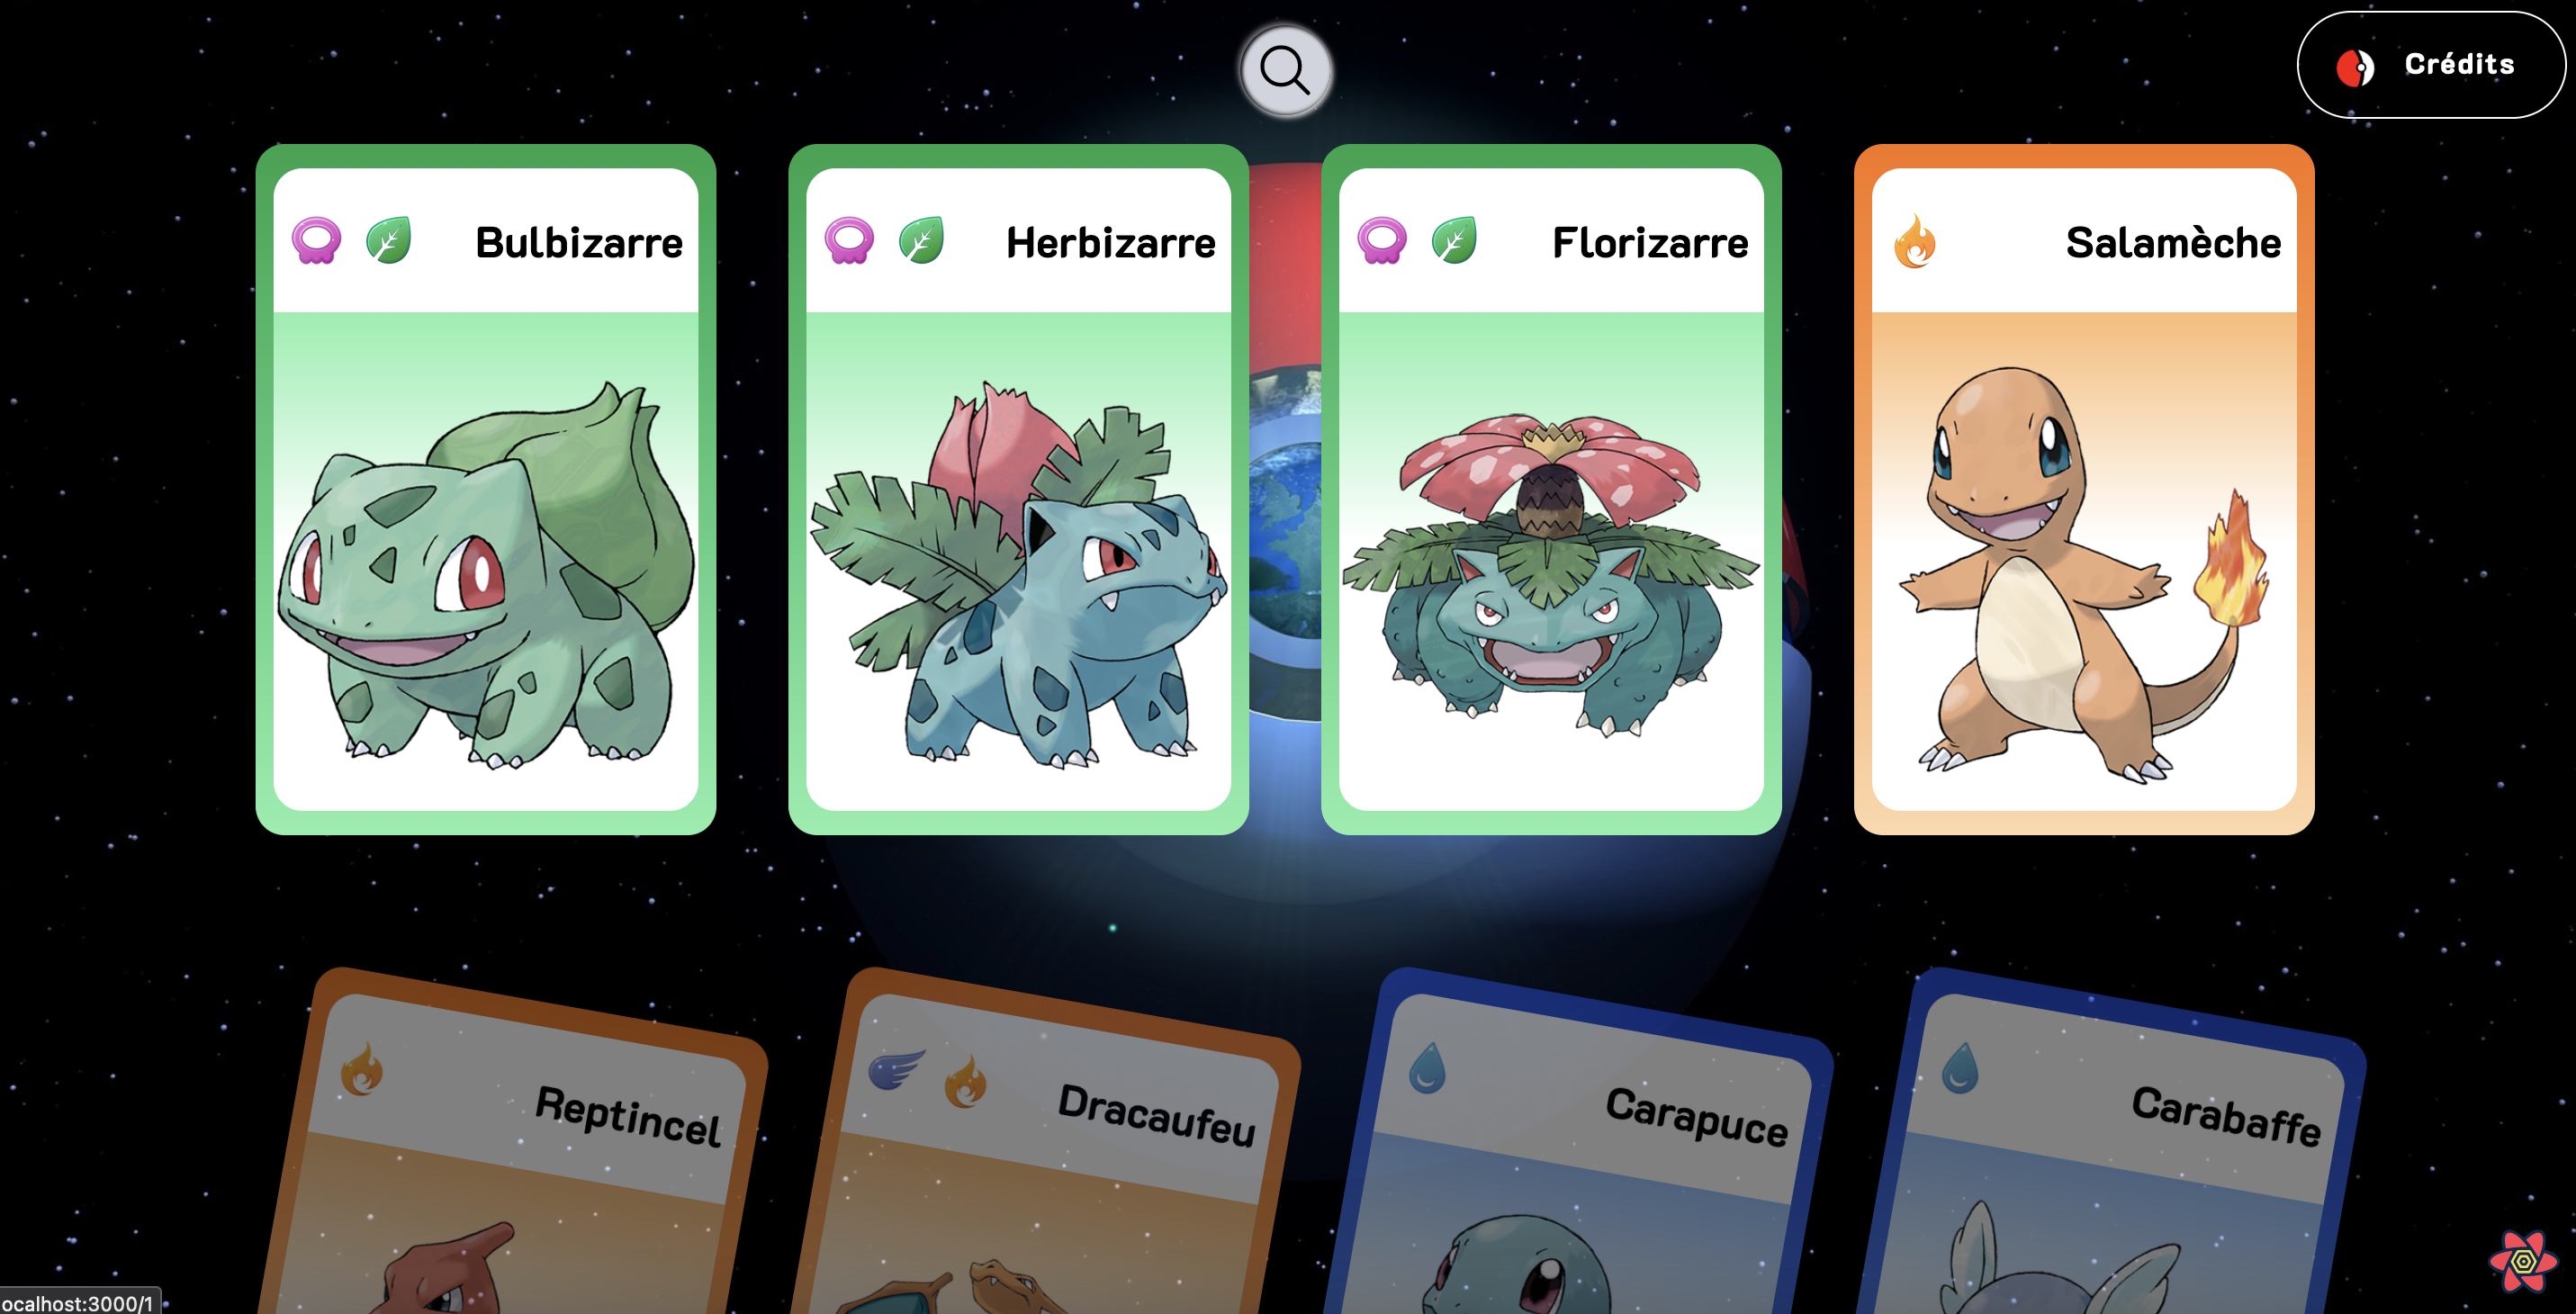 Crédits
Bulbizarre
Herbizarre
Florizarre
Salamèche
Reptincel
Dracaufeu
Carapuce
Carabaffe
ocalhost:3000/1